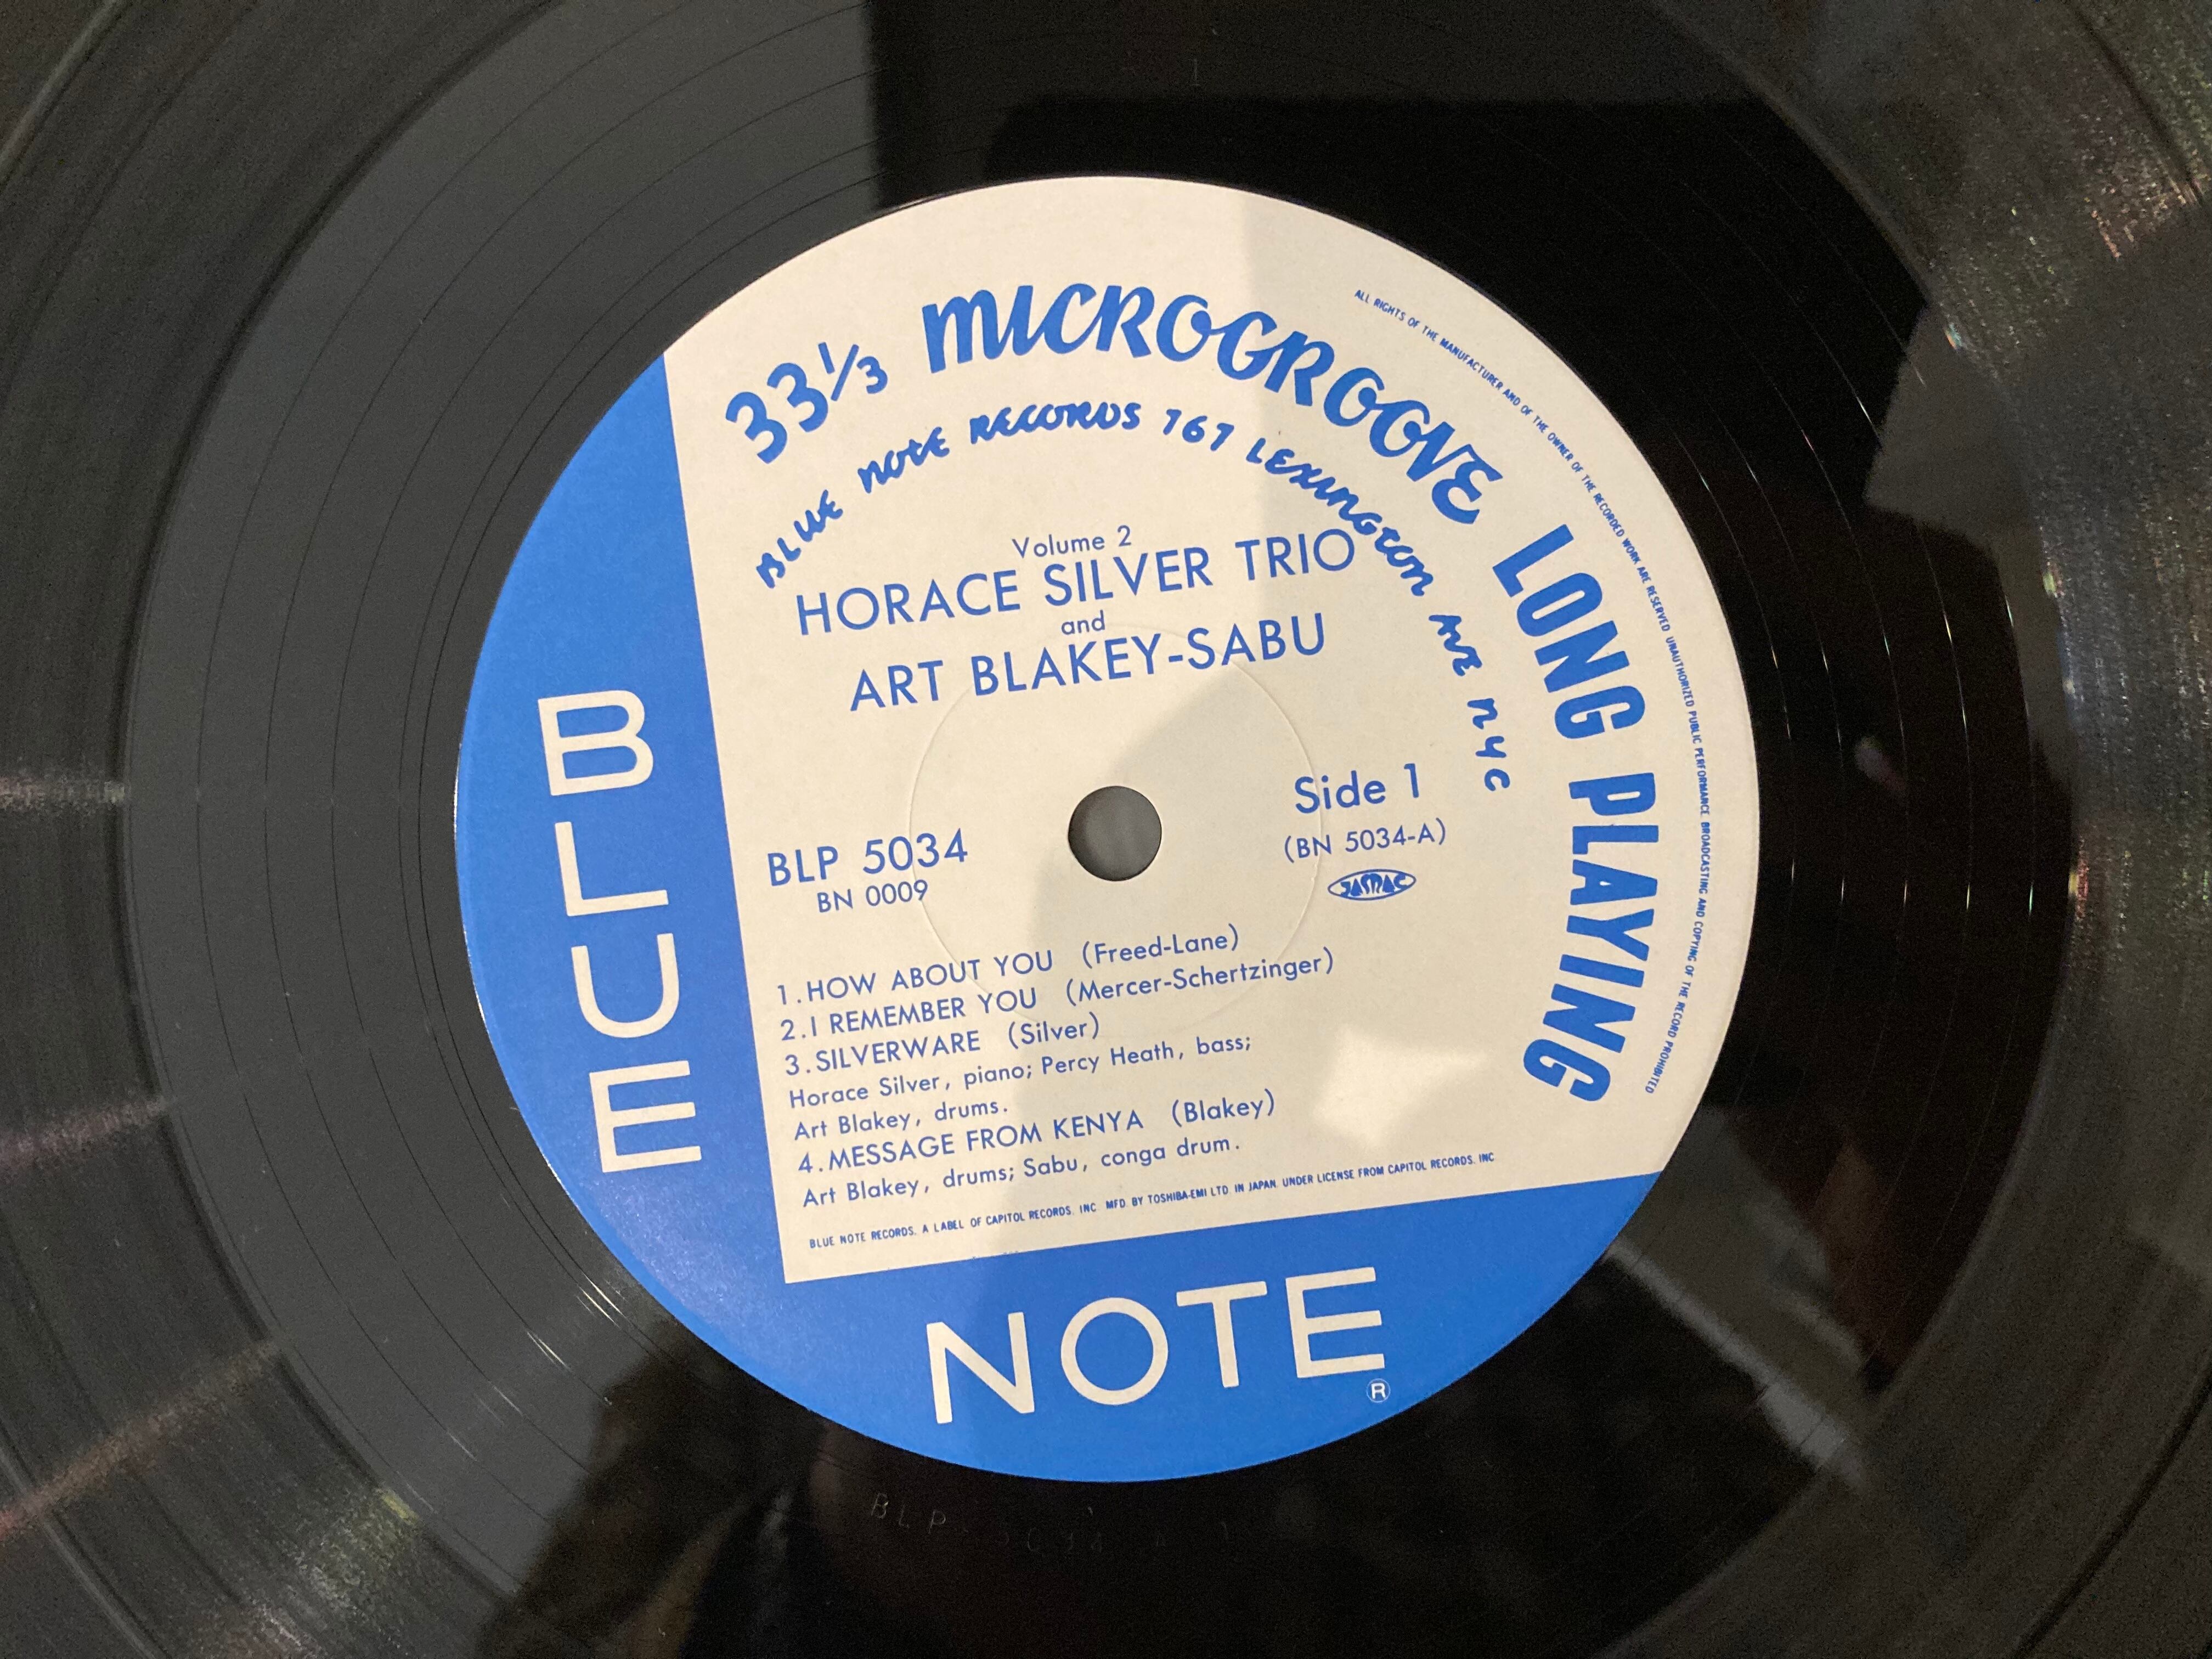 33⅓ MICROGROOVE LONG PLAYING
BLUE NOTE RECORDS 767 LEXINGTON AVE NYC
ALL RIGHTS OF THE MANUFACTURER AND OF THE OWNER OF THE RECORDED WORK ARE RESERVED UNAUTHORIZED PUBLIC PERFORMANCE BROADCASTING AND COPYING OF THE RECORD PROHIBITED
Volume 2
HORACE SILVER TRIO
and
ART BLAKEY-SABU
Side 1
(BN 5034-A)
JASRAC
BLP 5034
BN 0009
1.HOW ABOUT YOU (Freed-Lane)
2.I REMEMBER YOU (Mercer-Schertzinger)
3.SILVERWARE (Silver)
Horace Silver, piano; Percy Heath, bass;
Art Blakey, drums.
4.MESSAGE FROM KENYA (Blakey)
Art Blakey, drums; Sabu, conga drum.
BLUE NOTE RECORDS. A LABEL OF CAPITOL RECORDS. INC MFD. BY TOSHIBA-EMI LTD. IN JAPAN. UNDER LICENSE FROM CAPITOL RECORDS. INC
BLUE
NOTE
®
BLP